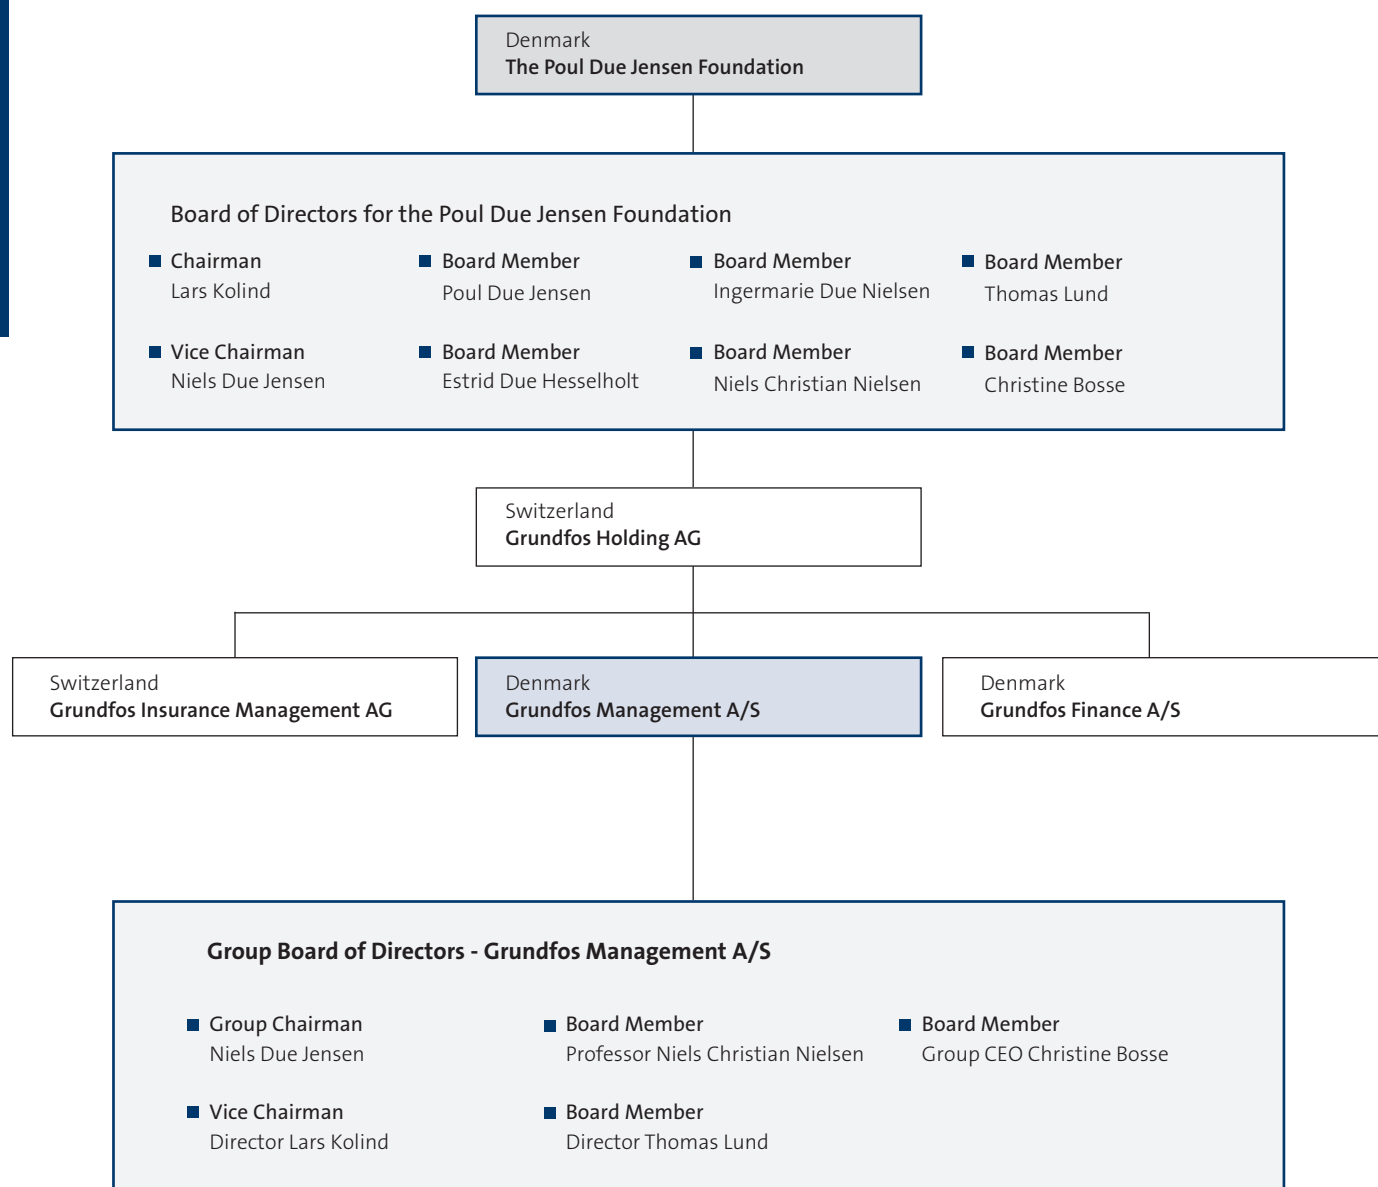 Denmark
The Poul Due Jensen Foundation
Board of Directors for the Poul Due Jensen Foundation
Chairman
Lars Kolind
Board Member
Poul Due Jensen
Board Member
Ingermarie Due Nielsen
Board Member
Thomas Lund
Vice Chairman
Niels Due Jensen
Board Member
Estrid Due Hesselholt
Board Member
Niels Christian Nielsen
Board Member
Christine Bosse
Switzerland
Grundfos Holding AG
Switzerland
Grundfos Insurance Management AG
Denmark
Grundfos Management A/S
Denmark
Grundfos Finance A/S
Group Board of Directors - Grundfos Management A/S
Group Chairman
Niels Due Jensen
Board Member
Professor Niels Christian Nielsen
Board Member
Group CEO Christine Bosse
Vice Chairman
Director Lars Kolind
Board Member
Director Thomas Lund